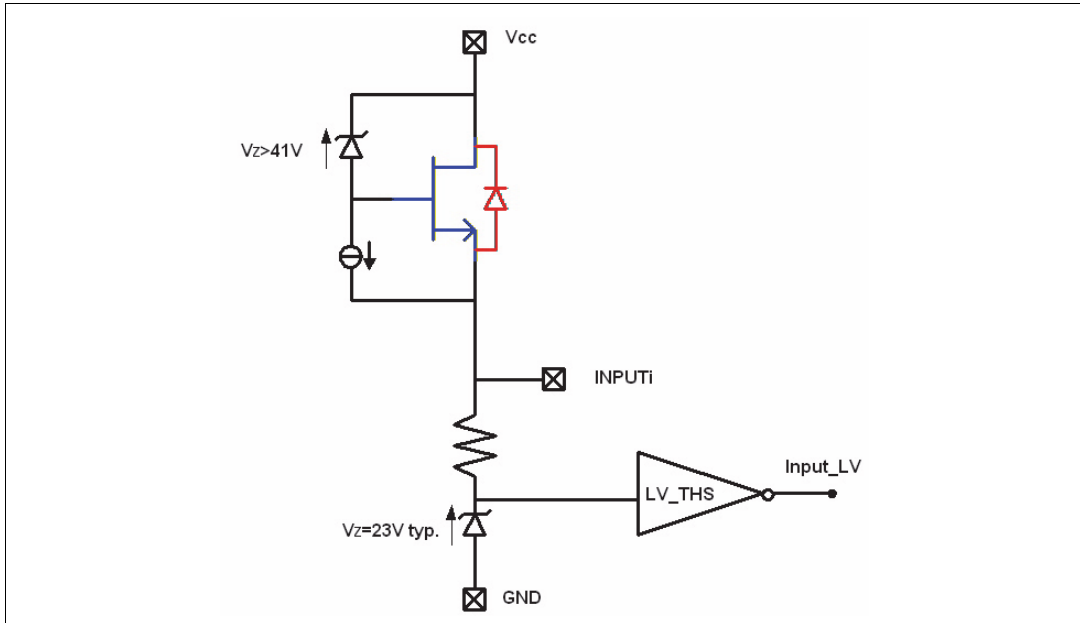 Vcc
Vz>41V
INPUTi
Input_LV
LV_THS
Vz=23V typ.
GND